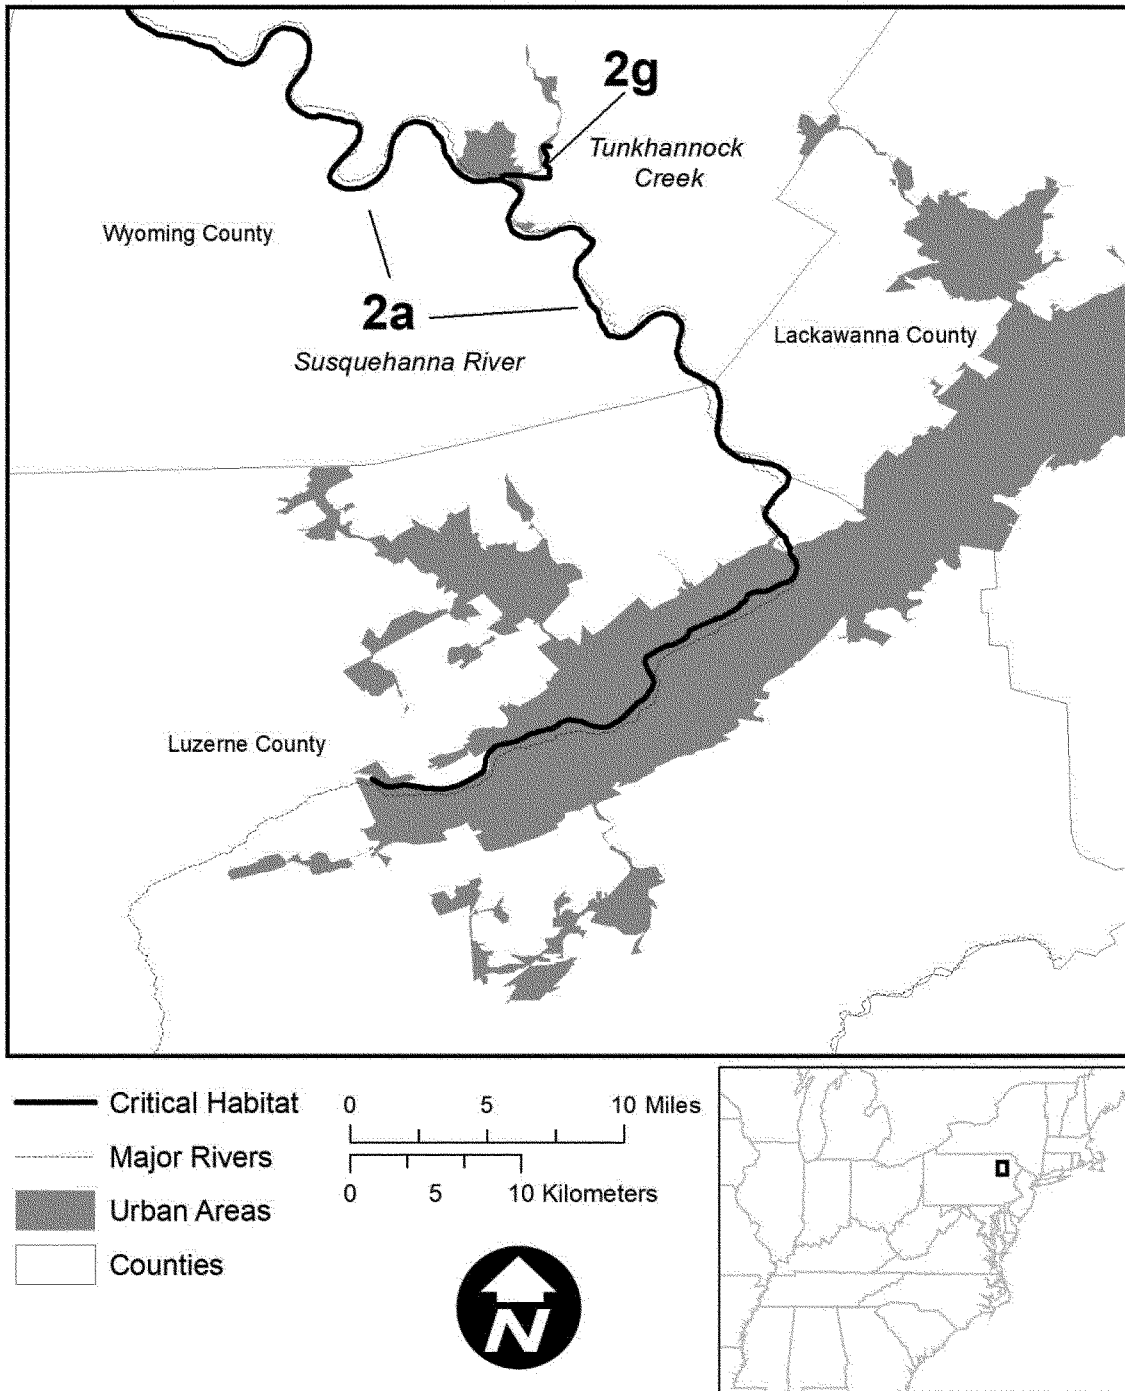 2g
Tunkhannock
Creek
Wyoming County
2a
Susquehanna River
Lackawanna County
Luzerne County
Critical Habitat
Major Rivers
Urban Areas
Counties
0 5 10 Miles
0 5 10 Kilometers
N